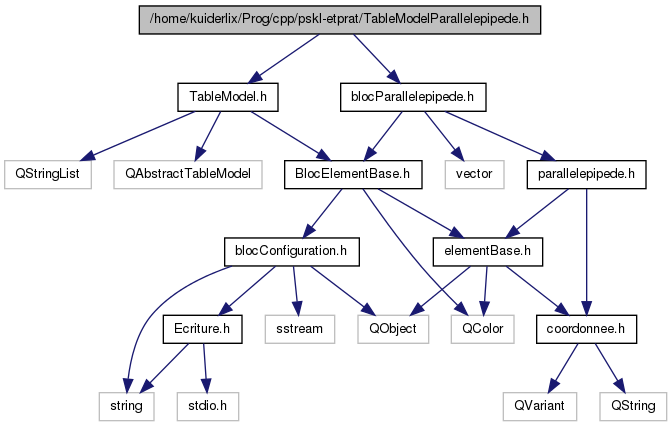 /home/kuiderlix/Prog/cpp/pskl-etprat/TableModelParallelepipede.h
TableModel.h
blocParallelepipede.h
QStringList
QAbstractTableModel
BlocElementBase.h
vector
parallelepipede.h
blocConfiguration.h
elementBase.h
Ecriture.h
sstream
QObject
QColor
coordonnee.h
string
stdio.h
QVariant
QString